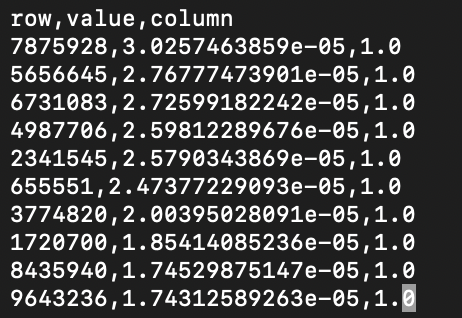 row,value,column
7875928,3.0257463859e-05,1.0
5656645,2.76777473901e-05,1.0
6731083,2.72599182242e-05,1.0
4987706,2.59812289676e-05,1.0
2341545,2.5790343869e-05,1.0
655551,2.47377229093e-05,1.0
3774820,2.00395028091e-05,1.0
1720700,1.85414085236e-05,1.0
8435940,1.74529875147e-05,1.0
9643236,1.74312589263e-05,1.0